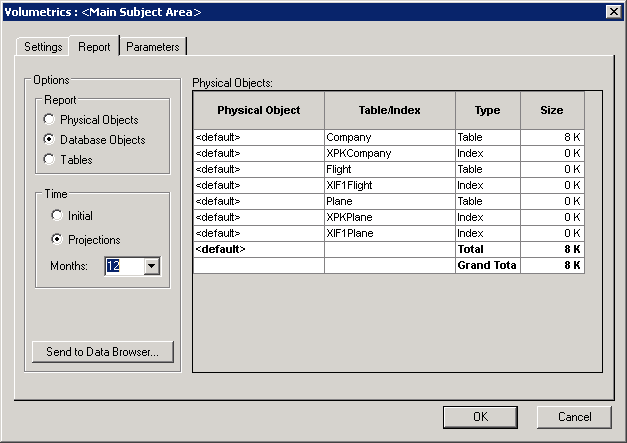 Volumetrics : <Main Subject Area>
Settings Report Parameters
Options
Report
Physical Objects
Database Objects
Tables
Time
Initial
Projections
Months: 12
Send to Data Browser...
Physical Objects:
Physical Object Table/Index Type Size
<default> Company Table 8 K
<default> XPKCompany Index 0 K
<default> Flight Table 0 K
<default> XIF1Flight Index 0 K
<default> Plane Table 0 K
<default> XPKPlane Index 0 K
<default> XIF1Plane Index 0 K
<default> Total 8 K
Grand Tota 8 K
OK Cancel